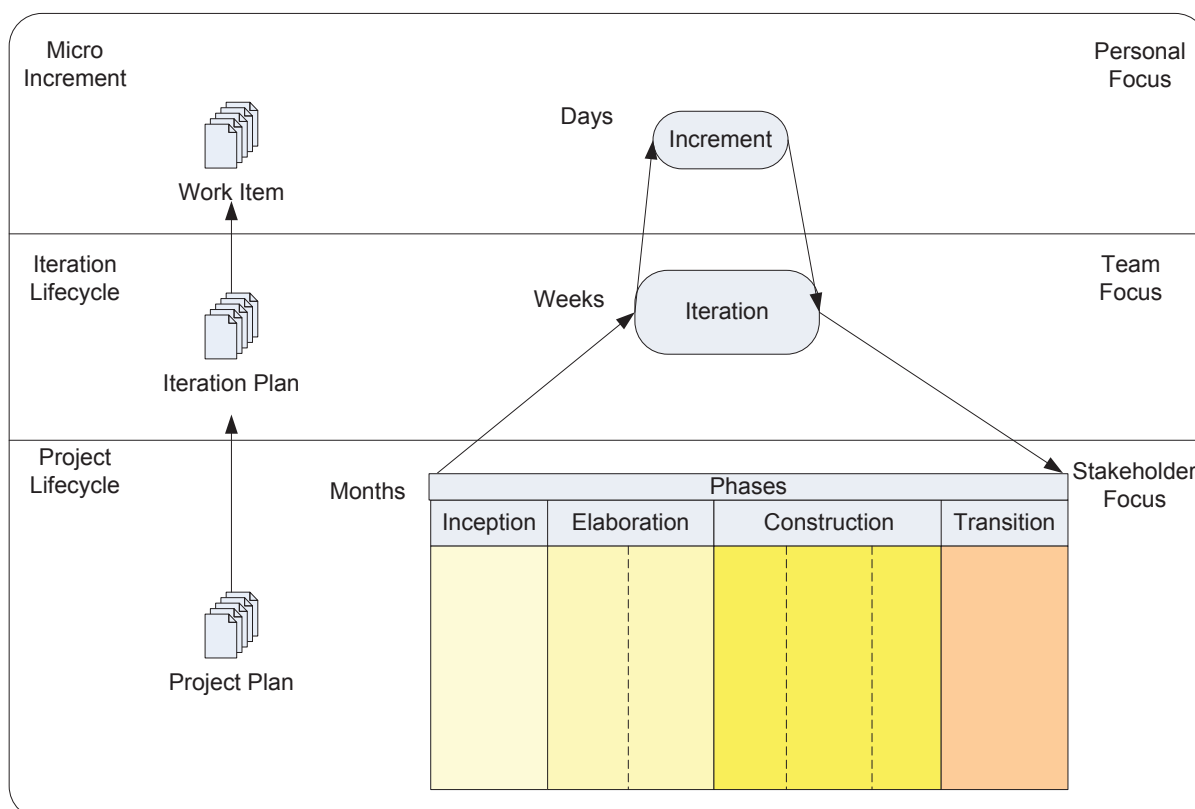 Micro
Increment
Personal
Focus
Days
Increment
Work Item
Iteration
Lifecycle
Team
Focus
Weeks
Iteration
Iteration Plan
Project
Lifecycle
Stakeholder
Focus
Months
Phases
Inception
Elaboration
Construction
Transition
Project Plan